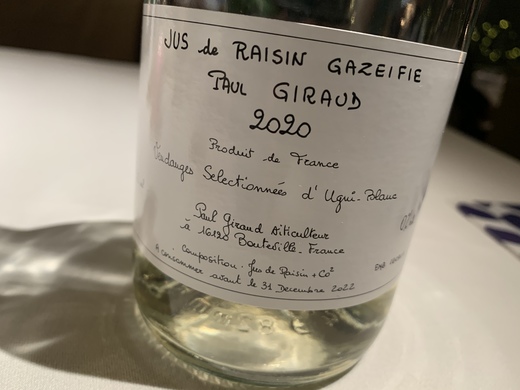 JUS de RAISIN GAZEIFIE
PAUL GIRAUD
2020
Produit de France
Vendanges Selectionnées d'Ugni-Blanc
Paul Giraud Viticulteur
à 16120 Bouteville-France
Composition: Jus de Raisin + Co²
A consommer avant le 31 Decembre 2022